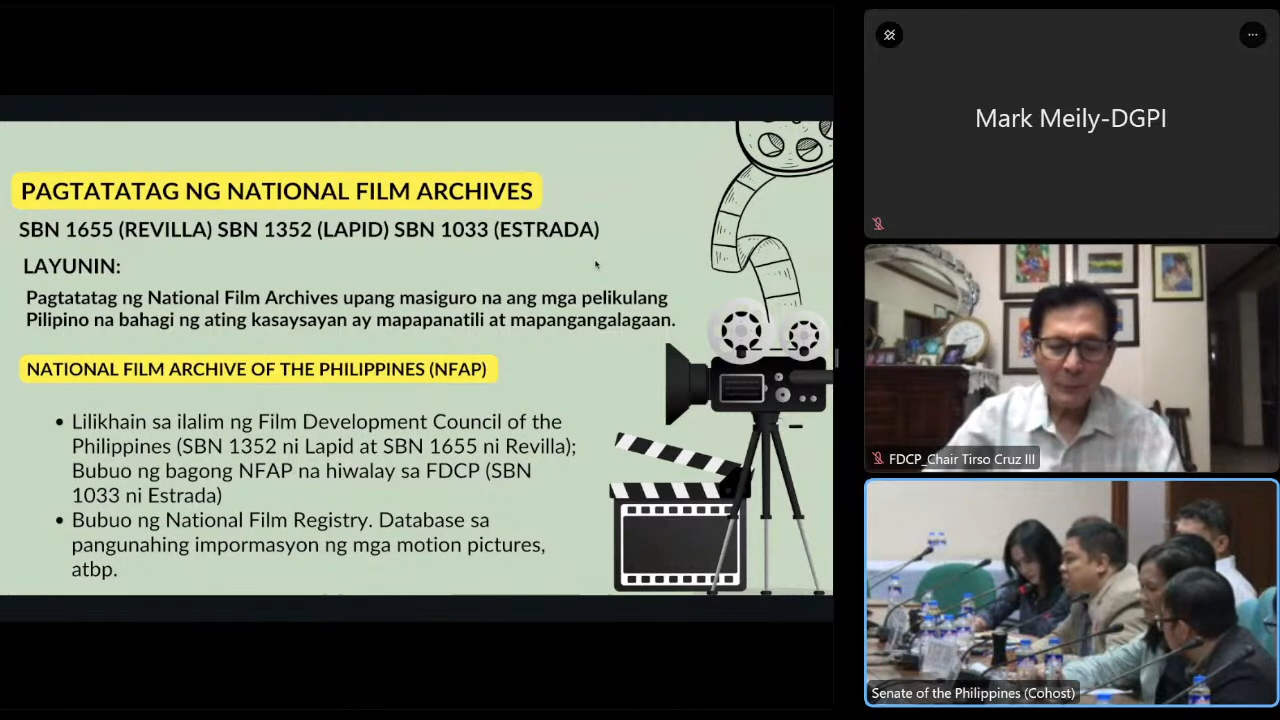 PAGTATATAG NG NATIONAL FILM ARCHIVES
SBN 1655 (REVILLA) SBN 1352 (LAPID) SBN 1033 (ESTRADA)
LAYUNIN:
Pagtatatag ng National Film Archives upang masiguro na ang mga pelikulang
Pilipino na bahagi ng ating kasaysayan ay mapapanatili at mapangangalagaan.
NATIONAL FILM ARCHIVE OF THE PHILIPPINES (NFAP)
• Lilikhain sa ilalim ng Film Development Council of the
Philippines (SBN 1352 ni Lapid at SBN 1655 ni Revilla);
Bubuo ng bagong NFAP na hiwalay sa FDCP (SBN
1033 ni Estrada)
• Bubuo ng National Film Registry. Database sa
pangunahing impormasyon ng mga motion pictures,
atbp.
Mark Meily-DGPI
FDCP_Chair Tirso Cruz III
Senate of the Philippines (Cohost)